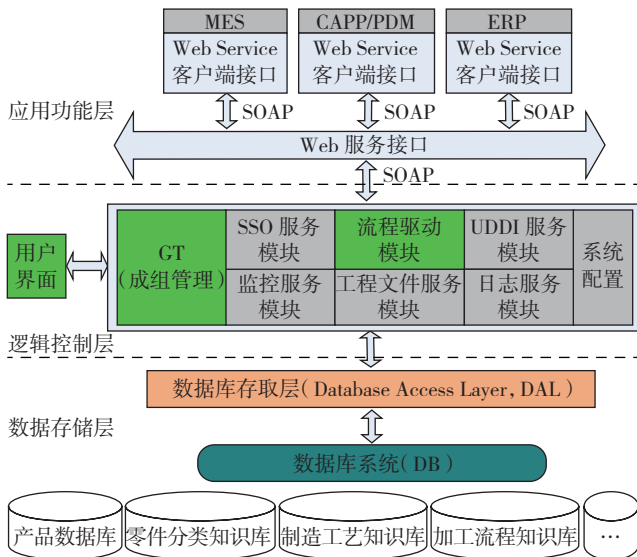 MES
CAPP/PDM
ERP
Web Service
客户端接口
Web Service
客户端接口
Web Service
客户端接口
应用功能层
SOAP
SOAP
SOAP
Web 服务接口
SOAP
用户
界面
GT
(成组管理)
SSO 服务
模块
流程驱动
模块
UDDI 服务
模块
系统
配置
监控服务
模块
工程文件服务
模块
日志服务
模块
逻辑控制层
数据库存取层(Database Access Layer, DAL)
数据存储层
数据库系统(DB)
产品数据库
零件分类知识库
制造工艺知识库
加工流程知识库
…